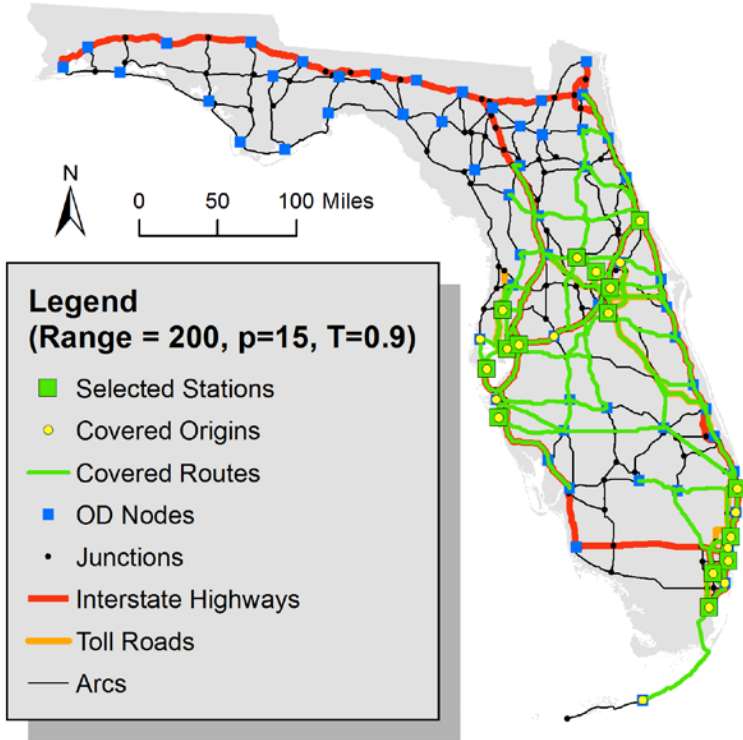 N
0 50 100 Miles
Legend
(Range = 200, p=15, T=0.9)
Selected Stations
Covered Origins
Covered Routes
OD Nodes
Junctions
Interstate Highways
Toll Roads
Arcs